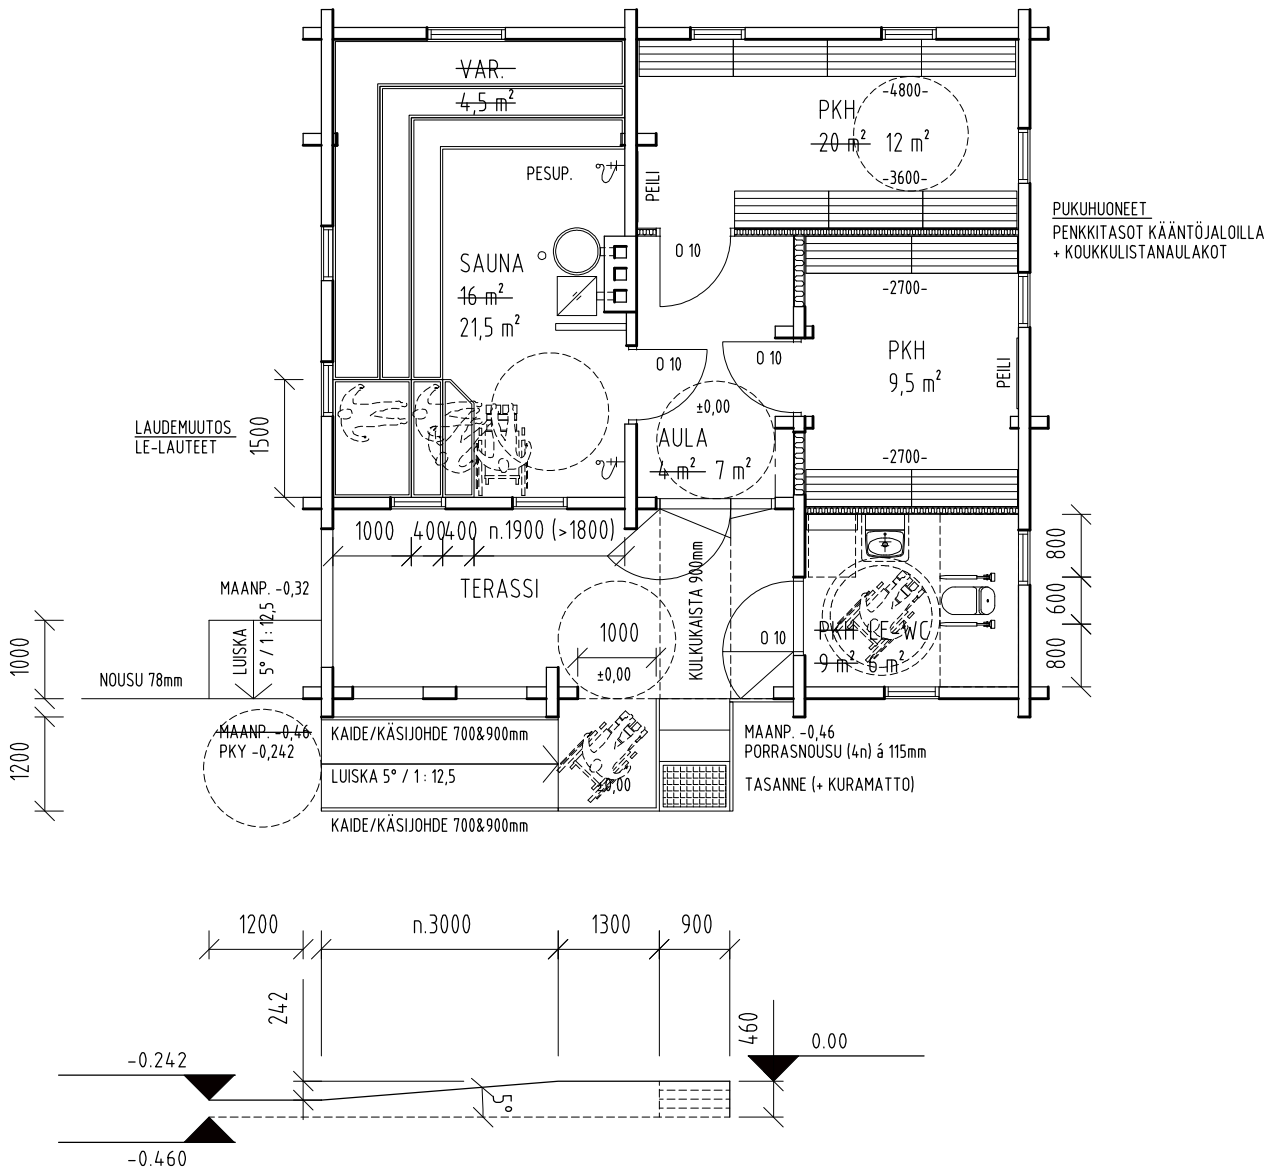 VAR.
4,5 m²
-4800-
PKH
20 m² 12 m²
-3600-
PESUP.
PEILI
PUKUHUONEET
PENKKITASOT KÄÄNTÖJALOILLA
+ KOUKKULISTANAULAKOT
O 10
SAUNA
16 m²
21,5 m²
-2700-
O 10
O 10
PKH
9,5 m²
PEILI
±0,00
LAUDEMUUTOS
LE-LAUTEET
1500
AULA
4 m² 7 m²
-2700-
1000
400
400
n.1900 (>1800)
TERASSI
KULKUKAISTA 900mm
800
600
800
MAANP. -0,32
LUISKA
5° / 1 : 12,5
1000
1000
±0,00
O 10
PKH LE-WC
9 m² 6 m²
NOUSU 78mm
1200
MAANP. -0,46
PKY -0,242
KAIDE/KÄSIJOHDE 700&900mm
LUISKA 5° / 1 : 12,5
±0,00
KAIDE/KÄSIJOHDE 700&900mm
MAANP. -0,46
PORRASNOUSU (4n) á 115mm
TASANNE (+ KURAMATTO)
1200
n.3000
1300
900
242
460
0.00
-0.242
5°
-0.460